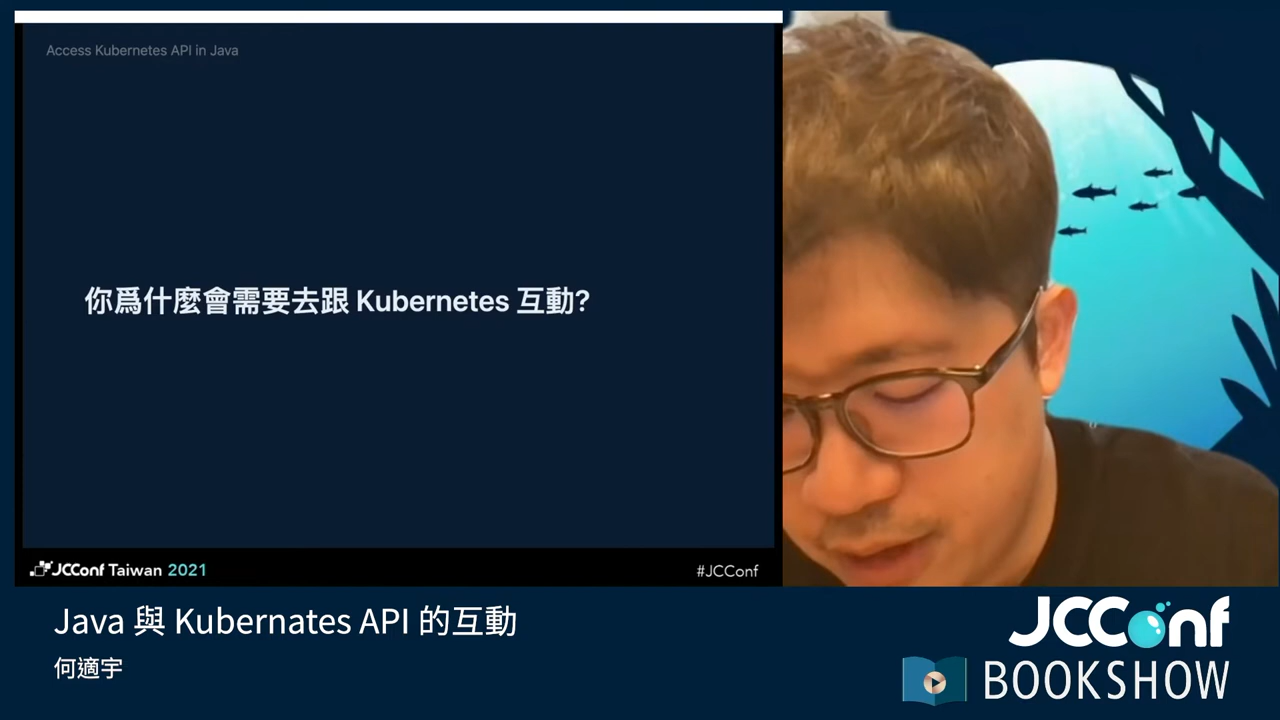 Access Kubernetes API in Java
你爲什麼會需要去跟 Kubernetes 互動?
JCConf Taiwan 2021
#JCConf
Java 與 Kubernates API 的互動
何適宇
JCConf
BOOKSHOW